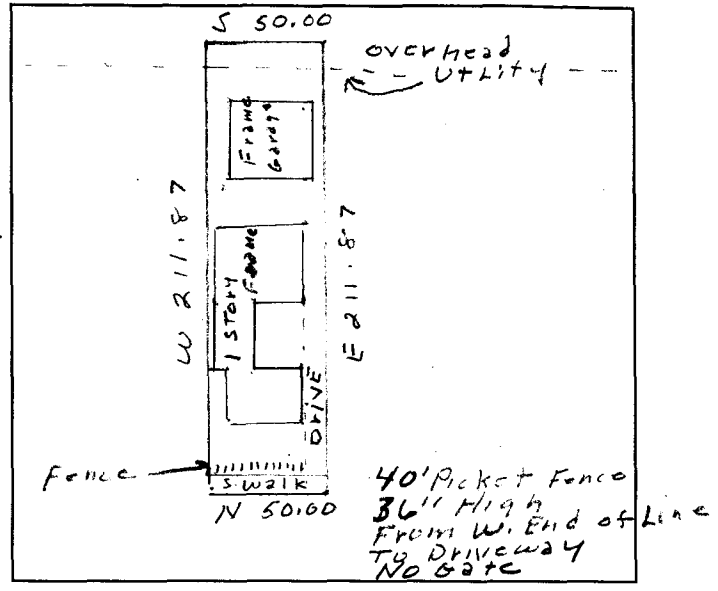 S 50.00
overhead
Utility
Frame
Garage
W 211.87
E 211.87
1 Story
Frame
DRIVE
Fence
S. walk
N 50.00
40' Picket Fence
36" High
From W. End of Line
To Driveway
No Gate